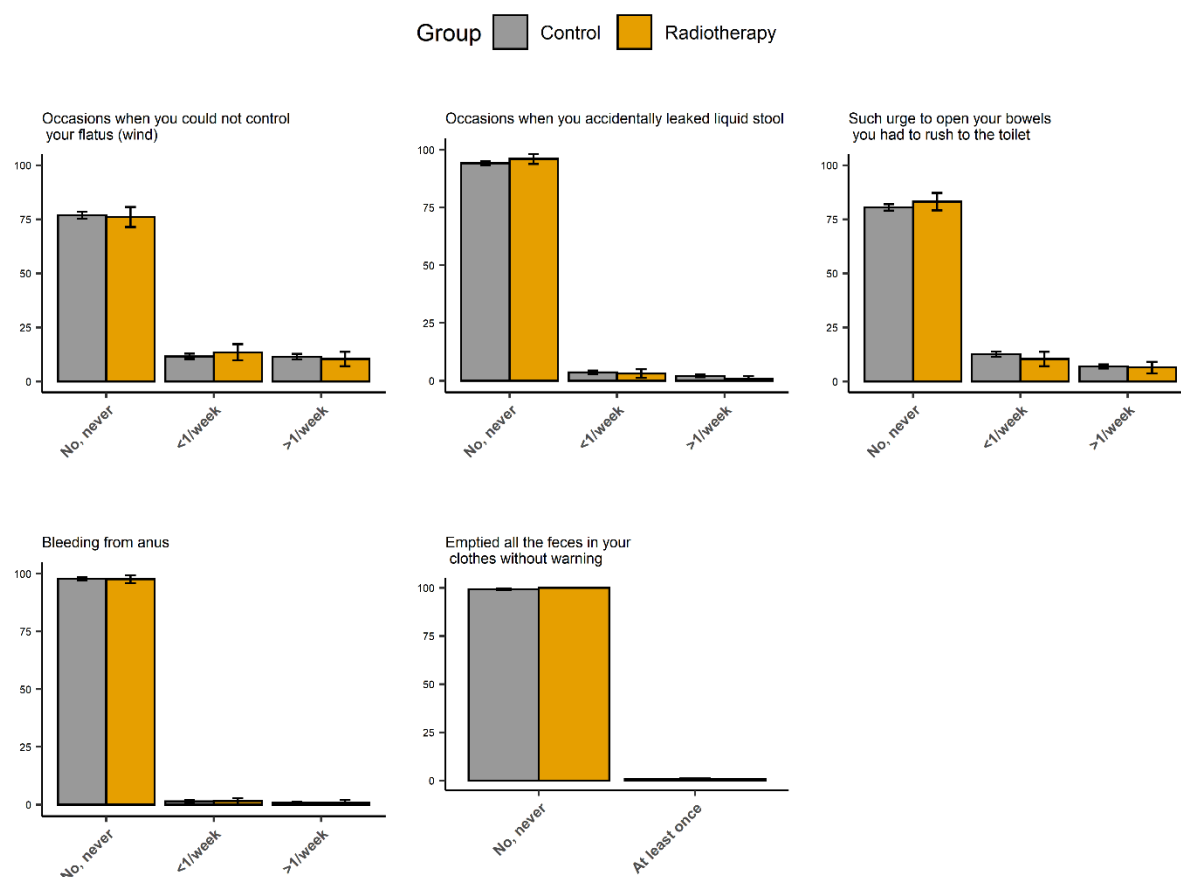 Group Control Radiotherapy
Occasions when you could not control
your flatus (wind)
100
75
50
25
0
No, never
<1/week
>1/week
Occasions when you accidentally leaked liquid stool
100
75
50
25
0
No, never
<1/week
>1/week
Such urge to open your bowels
you had to rush to the toilet
100
75
50
25
0
No, never
<1/week
>1/week
Bleeding from anus
100
75
50
25
0
No, never
<1/week
>1/week
Emptied all the feces in your
clothes without warning
100
75
50
25
0
No, never
At least once